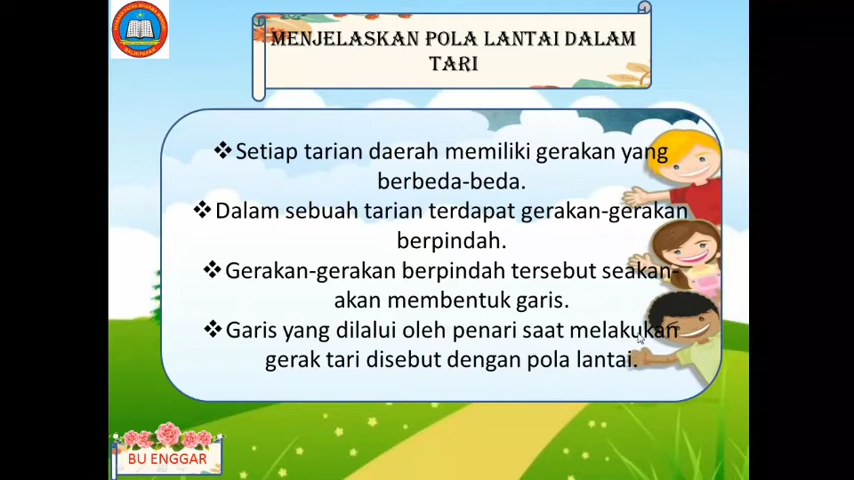 MENJELASKAN POLA LANTAI DALAM
TARI
❖Setiap tarian daerah memiliki gerakan yang
berbeda-beda.
❖Dalam sebuah tarian terdapat gerakan-gerakan
berpindah.
❖Gerakan-gerakan berpindah tersebut seakan-
akan membentuk garis.
❖Garis yang dilalui oleh penari saat melakukan
gerak tari disebut dengan pola lantai.
BU ENGGAR